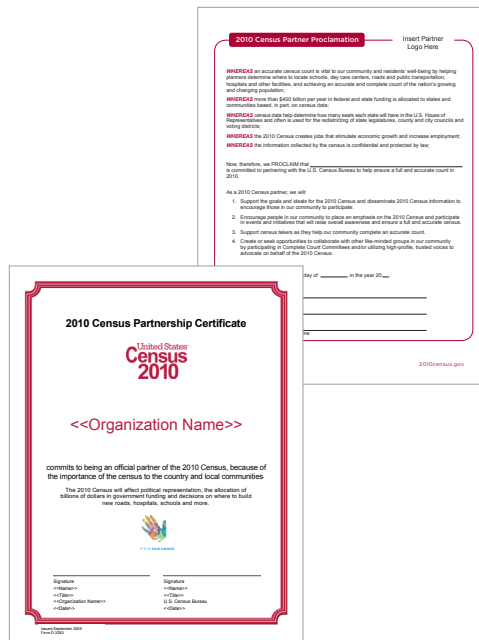 2010 Census Partner Proclamation
Insert Partner
Logo Here
WHEREAS an accurate census count is vital to our community and residents' well-being by helping
planners determine where to locate schools, day care centers, roads and public transportation,
hospitals and other facilities, and achieving an accurate and complete count of the nation's growing
and changing population;
WHEREAS more than $400 billion per year in federal and state funding is allocated to states and
communities based, in part, on census data;
WHEREAS census data help determine how many seats each state will have in the U.S. House of
Representatives and often is used for the redistricting of state legislatures, county and city councils and
voting districts;
WHEREAS the 2010 Census creates jobs that stimulate economic growth and increase employment;
WHEREAS the information collected by the census is confidential and protected by law;
Now, therefore, we PROCLAIM that
is committed to partnering with the U.S. Census Bureau to help ensure a full and accurate count in
2010.
As a 2010 Census partner, we will:
1. Support the goals and ideals for the 2010 Census and disseminate 2010 Census information to
encourage those in our community to participate.
2. Encourage people in our community to place an emphasis on the 2010 Census and participate
in events and initiatives that will raise overall awareness and ensure a full and accurate census.
3. Support census takers as they help our community complete an accurate count.
4. Create or seek opportunities to collaborate with other like-minded groups in our community
by participating in Complete Count Committees and/or utilizing high-profile, trusted voices to
advocate on behalf of the 2010 Census.
day of ______ in the year 20__.
me
2010census.gov
2010 Census Partnership Certificate
United States
Census
2010
<<Organization Name>>
commits to being an official partner of the 2010 Census, because of
the importance of the census to the country and local communities
The 2010 Census will affect political representation, the allocation of
billions of dollars in government funding and decisions on where to build
new roads, hospitals, schools and more.
IT'S IN OUR HANDS
Signature
<<Name>>
<<Title>>
<<Organization Name>>
<<Date>>
Signature
<<Name>>
<<Title>>
U.S. Census Bureau
<<Date>>
Issued September 2009
Form D-3283